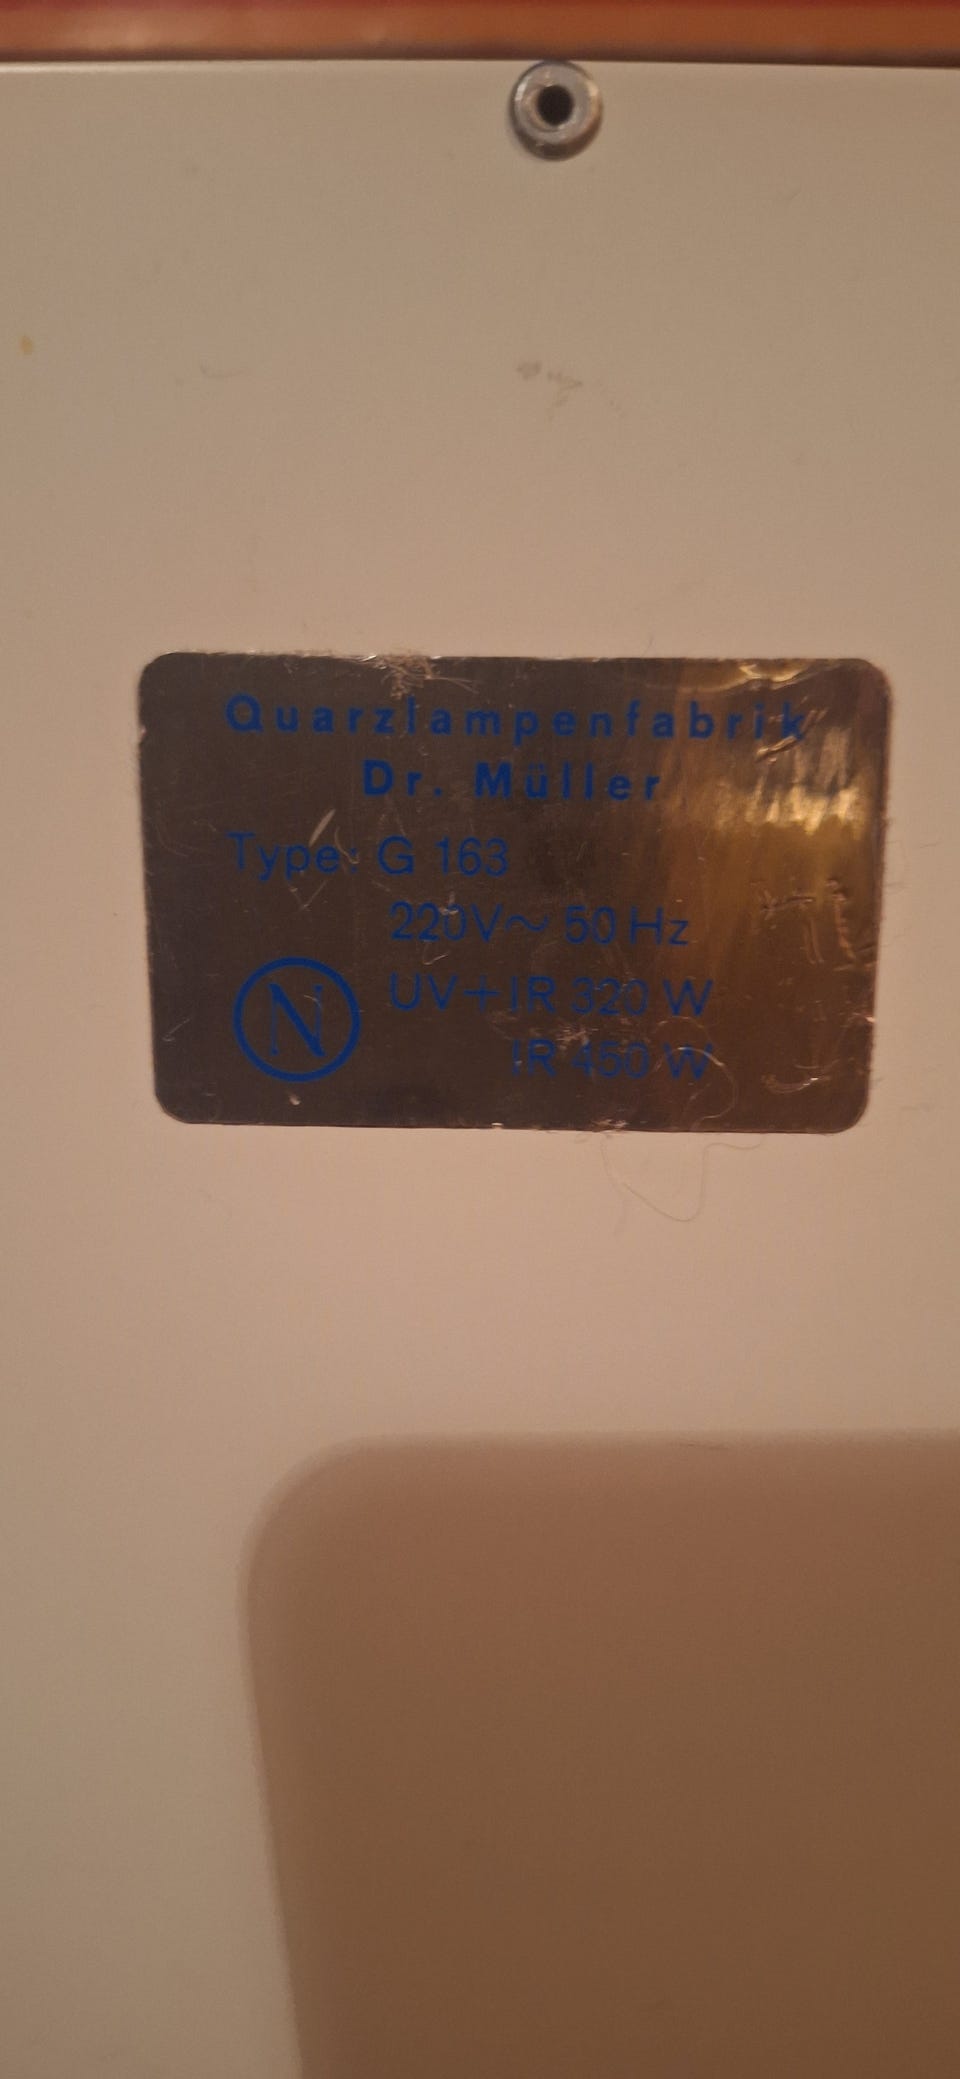 Quarzlampenfabrik
Dr. Müller
Type: G 163
220V~ 50 Hz
N UV+IR 320 W
IR 450 W